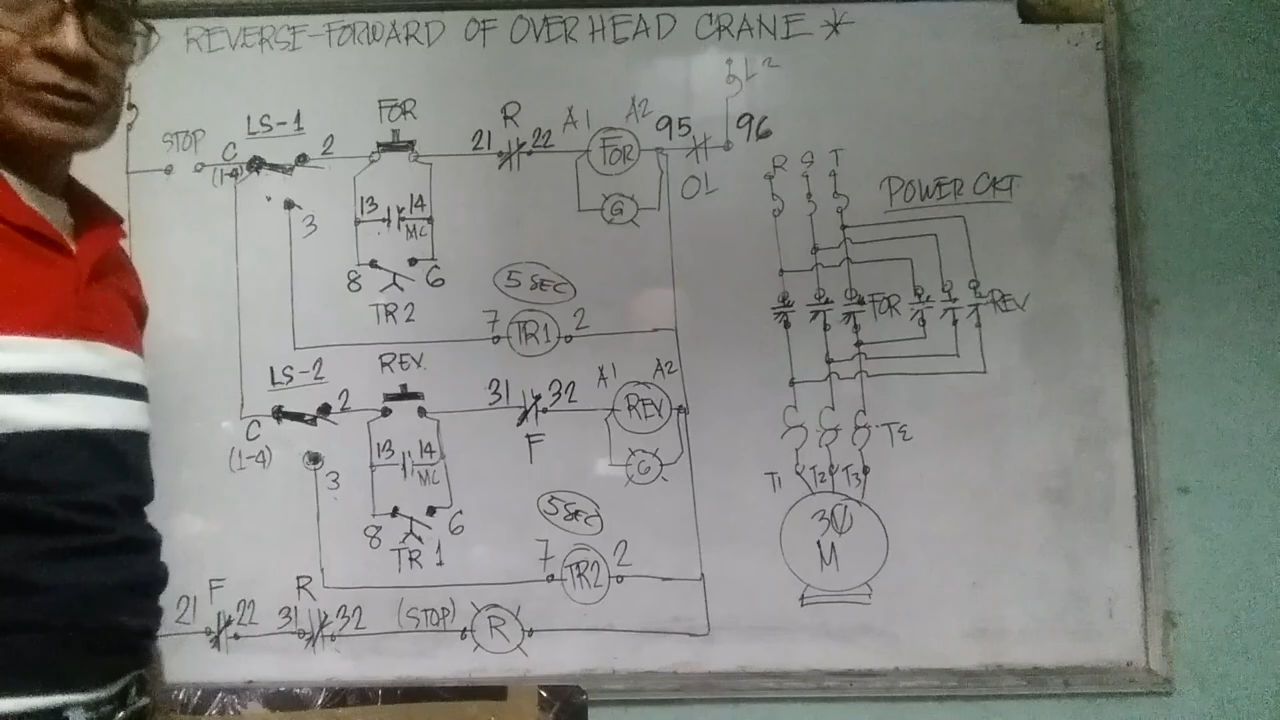 REVERSE-FORWARD OF OVERHEAD CRANE *
L2
STOP
LS-1
C
(1-4)
2
3
FOR
21 R 22
A1 FOR A2
95 96
OL
G
13 14
MC
8 6
TR2
5 SEC
7 TR1 2
LS-2
C
(1-4)
2
3
REV.
31 32
F
A1 REV A2
G
13 14
MC
8 6
TR1
5 SEC
7 TR2 2
21 F 22
31 R 32
(STOP)
R
R S T
POWER CKT
FOR
REV
T1 T2 T3
3Ø
M